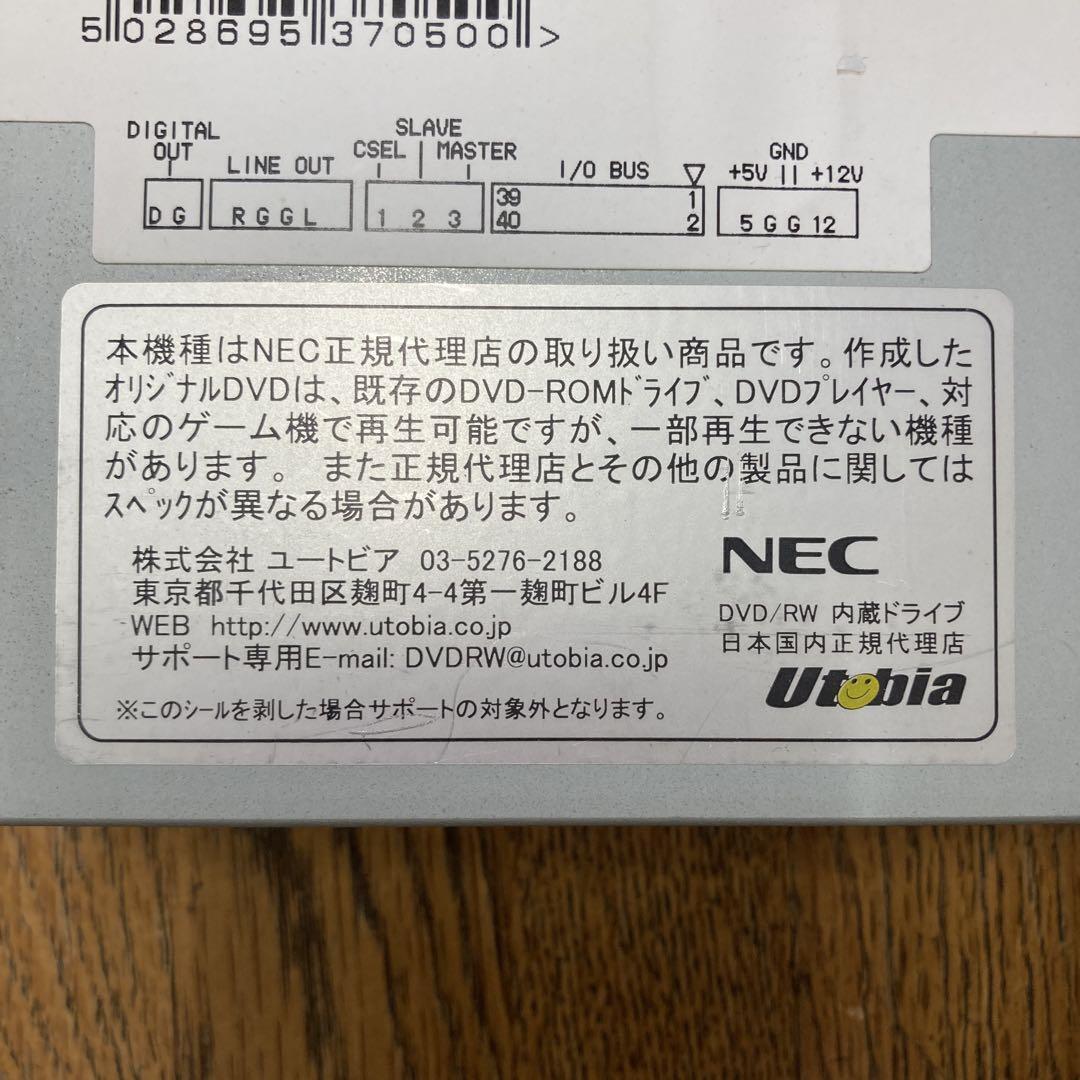 5028695370500>
DIGITAL OUT
LINE OUT
CSEL SLAVE MASTER
I/O BUS
GND
+5V +12V
D G
R G G L
1 2 3
39 1
40 2
5 G G 12
本機種はNEC正規代理店の取り扱い商品です。作成した
オリジナルDVDは、既存のDVD-ROMドライブ、DVDプレイヤー、対
応のゲーム機で再生可能ですが、一部再生できない機種
があります。 また正規代理店とその他の製品に関しては
スペックが異なる場合があります。
株式会社 ユートビア 03-5276-2188
東京都千代田区麹町4-4第一麹町ビル4F
WEB http://www.utobia.co.jp
サポート専用E-mail: DVDRW@utobia.co.jp
※このシールを剥した場合サポートの対象外となります。
NEC
DVD/RW 内蔵ドライブ
日本国内正規代理店
Utobia